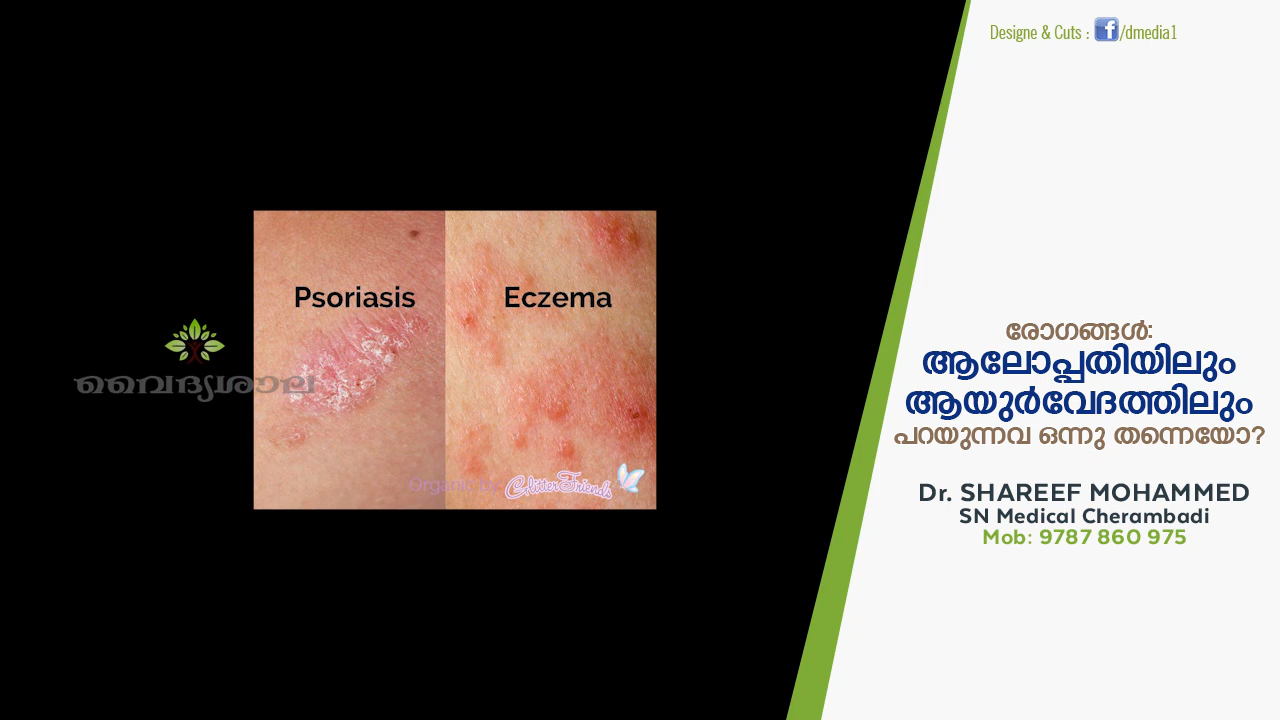 Designe & Cuts : f/dmedia1
Psoriasis
Eczema
വൈദ്യശാല
Organic by GlitterFriends
രോഗങ്ങൾ:
ആലോപ്പതിയിലും
ആയുർവേദത്തിലും
പറയുന്നവ ഒന്നു തന്നെയോ?
Dr. SHAREEF MOHAMMED
SN Medical Cherambadi
Mob: 9787 860 975